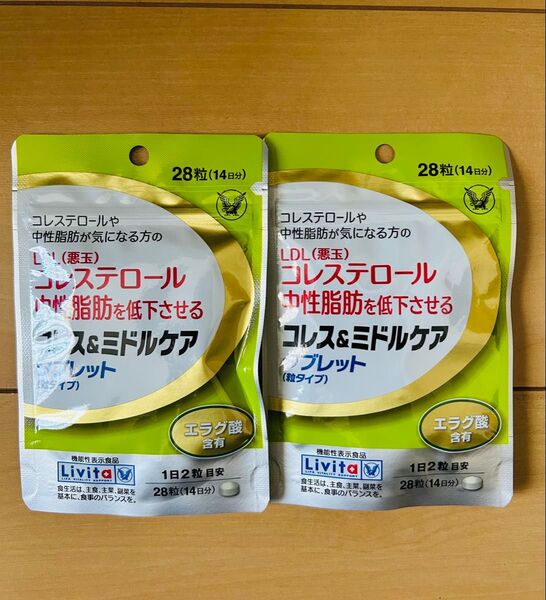 28粒(14日分)
コレステロールや
中性脂肪が気になる方の
LDL(悪玉)
コレステロール
中性脂肪を低下させる
コレス&ミドルケア
タブレット
(粒タイプ)
エラグ酸
含有
機能性表示食品
Livita
LIFE VITALITY SUPPORT
1日2粒目安
食生活は、主食、主菜、副菜を
基本に、食事のバランスを。
28粒(14日分)
28粒(14日分)
コレステロールや
中性脂肪が気になる方の
LDL(悪玉)
コレステロール
中性脂肪を低下させる
コレス&ミドルケア
タブレット
(粒タイプ)
エラグ酸
含有
機能性表示食品
Livita
LIFE VITALITY SUPPORT
1日2粒目安
食生活は、主食、主菜、副菜を
基本に、食事のバランスを。
28粒(14日分)